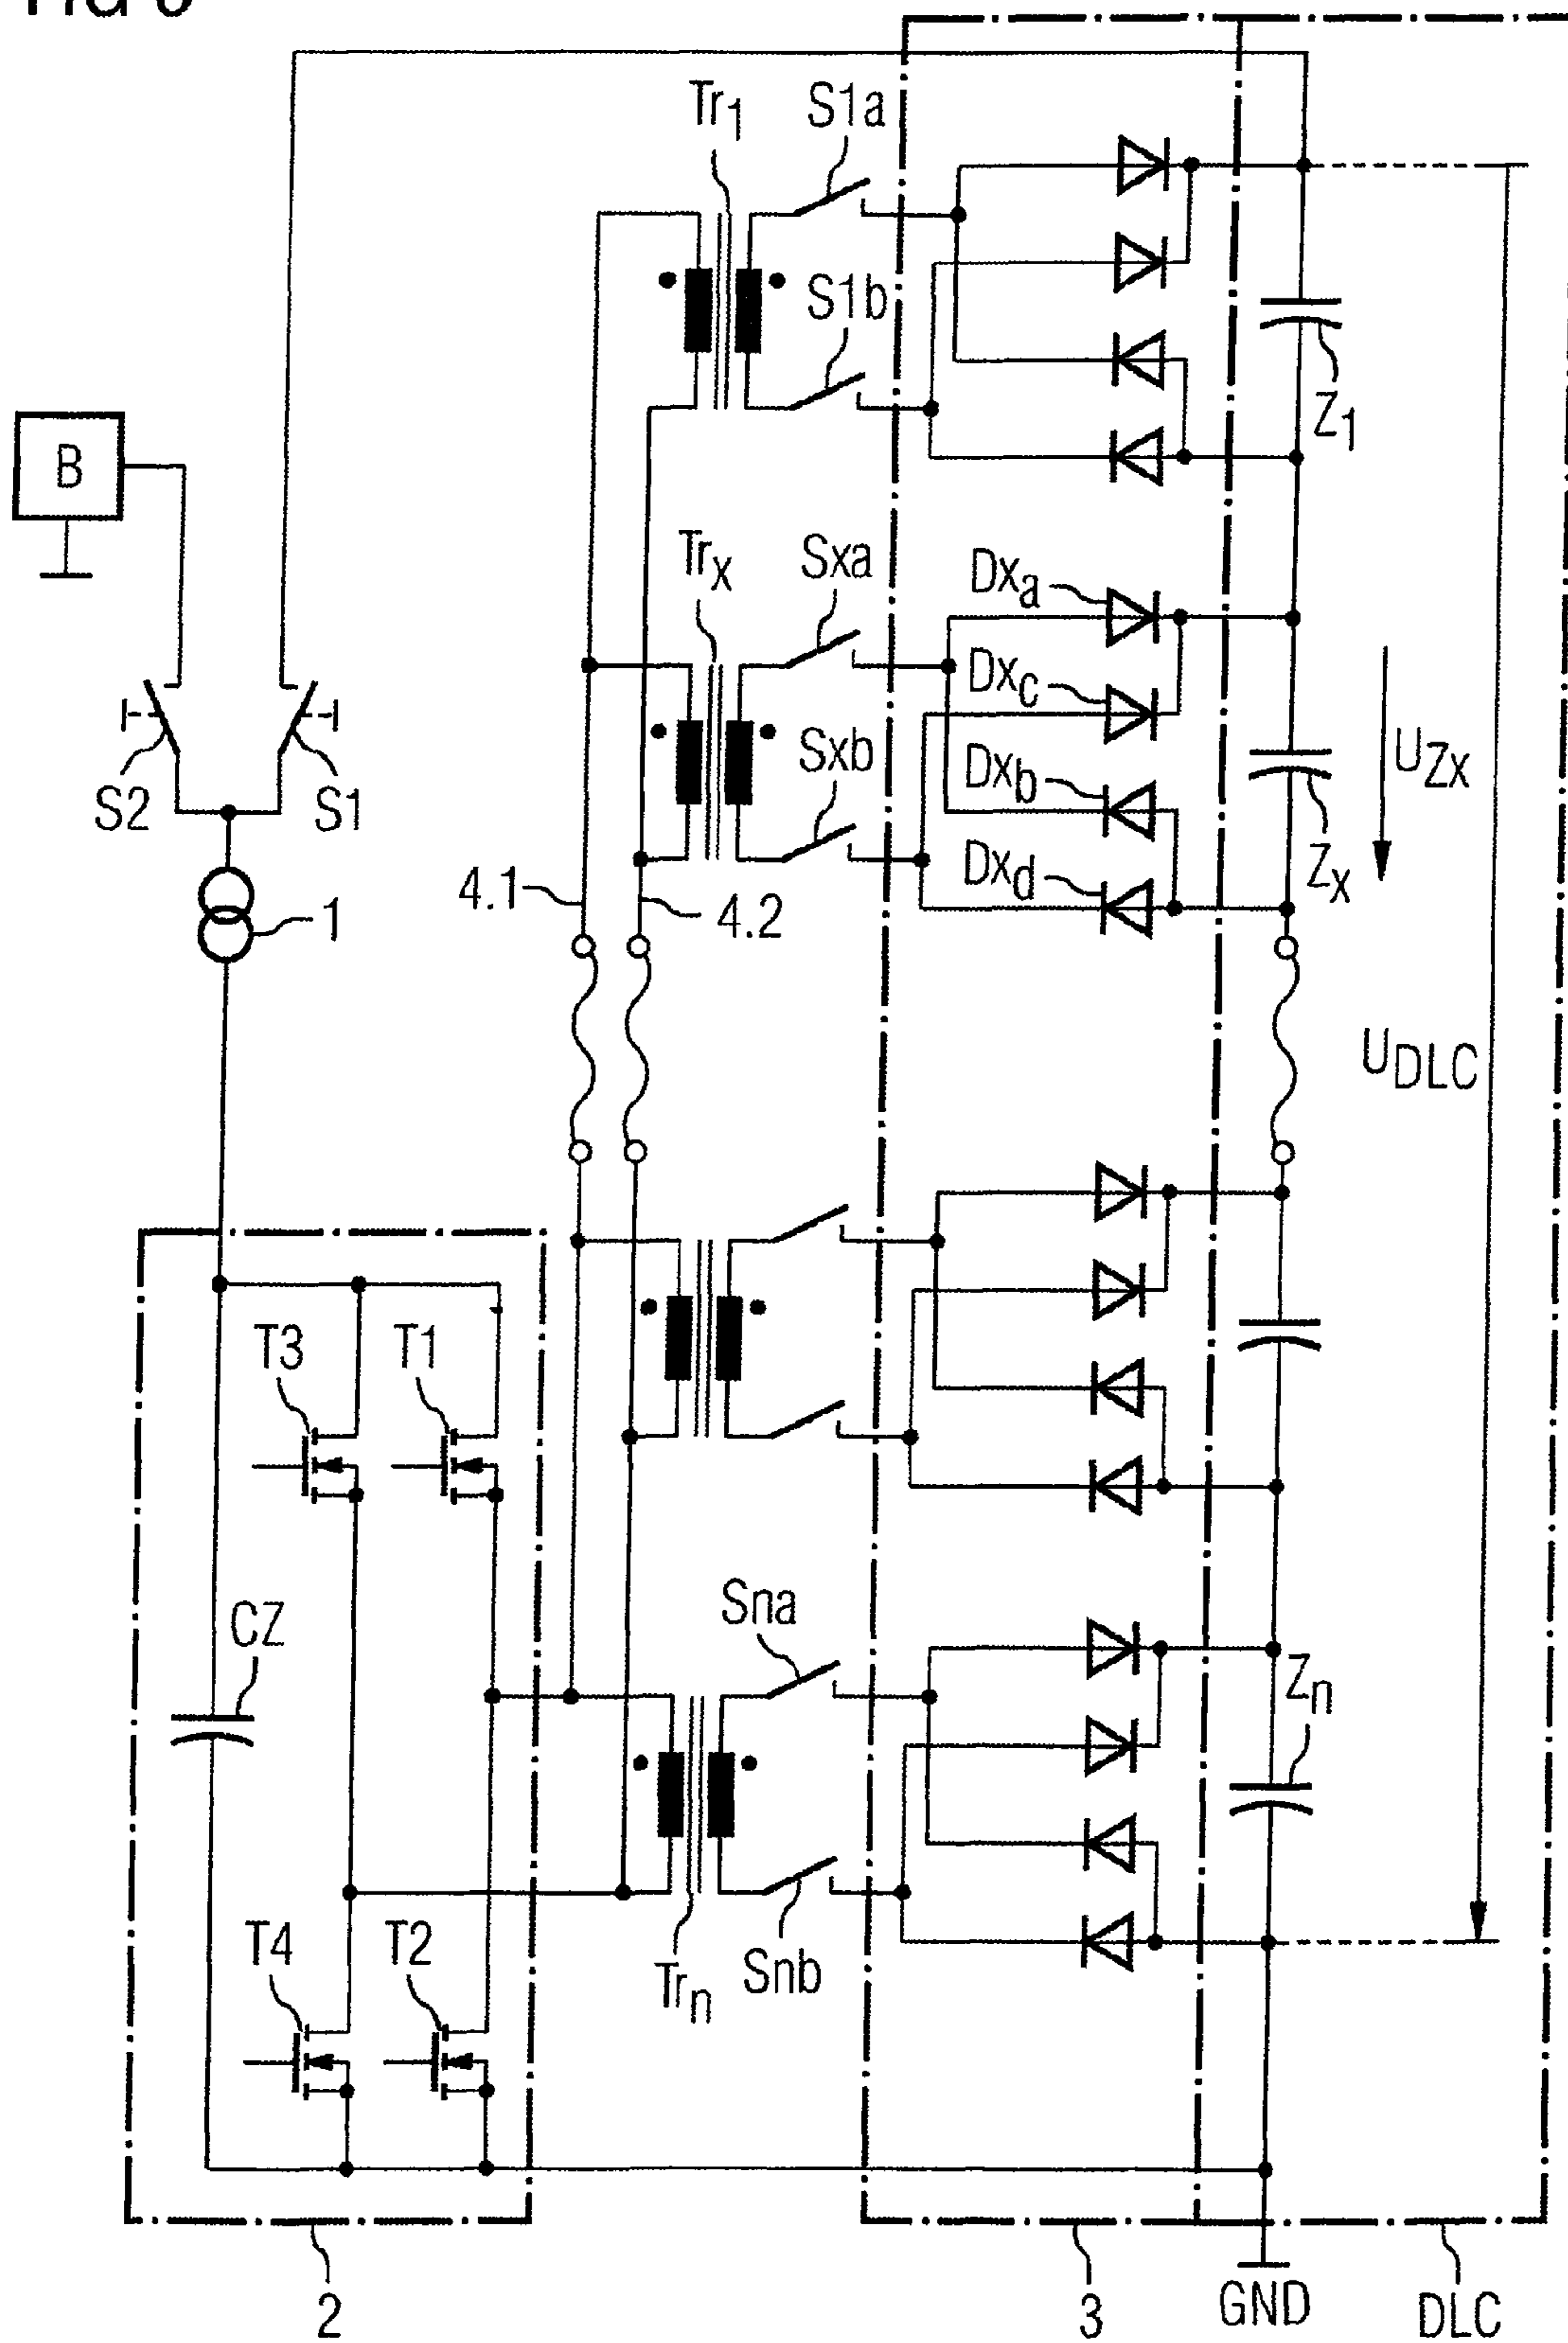 Tr1
S1a
S1b
Z1
B
Trx
Sxa
Sxb
Dxa
Dxc
Dxb
Dxd
UZx
Zx
S2
S1
1
4.1
4.2
UDLC
T3
T1
CZ
Sna
Zn
T4
T2
Trn
Snb
2
3
GND
DLC